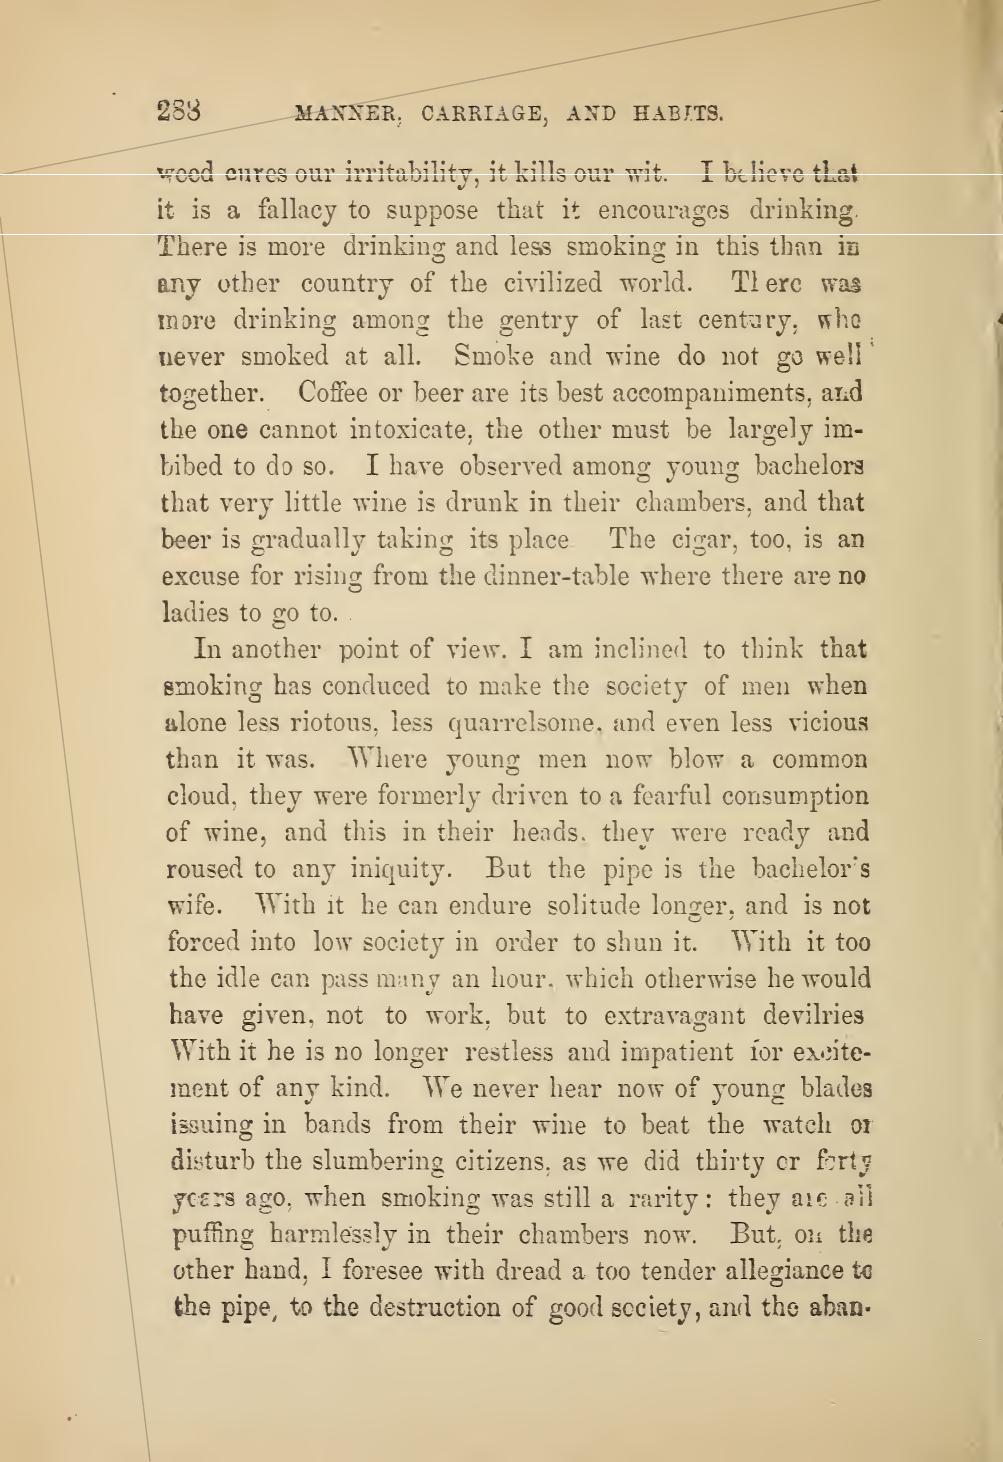 288 MANNER, CARRIAGE, AND HABITS.
weed cures our irritability, it kills our wit. I believe that
it is a fallacy to suppose that it encourages drinking.
There is more drinking and less smoking in this than in
any other country of the civilized world. There was
more drinking among the gentry of last century, who
never smoked at all. Smoke and wine do not go well
together. Coffee or beer are its best accompaniments, and
the one cannot intoxicate, the other must be largely im-
bibed to do so. I have observed among young bachelors
that very little wine is drunk in their chambers, and that
beer is gradually taking its place The cigar, too, is an
excuse for rising from the dinner-table where there are no
ladies to go to.
In another point of view, I am inclined to think that
smoking has conduced to make the society of men when
alone less riotous, less quarrelsome, and even less vicious
than it was. Where young men now blow a common
cloud, they were formerly driven to a fearful consumption
of wine, and this in their heads, they were ready and
roused to any iniquity. But the pipe is the bachelor's
wife. With it he can endure solitude longer, and is not
forced into low society in order to shun it. With it too
the idle can pass many an hour, which otherwise he would
have given, not to work, but to extravagant devilries
With it he is no longer restless and impatient for excite-
ment of any kind. We never hear now of young blades
issuing in bands from their wine to beat the watch or
disturb the slumbering citizens, as we did thirty or forty
years ago, when smoking was still a rarity: they are all
puffing harmlessly in their chambers now. But, on the
other hand, I foresee with dread a too tender allegiance to
the pipe, to the destruction of good society, and the aban-